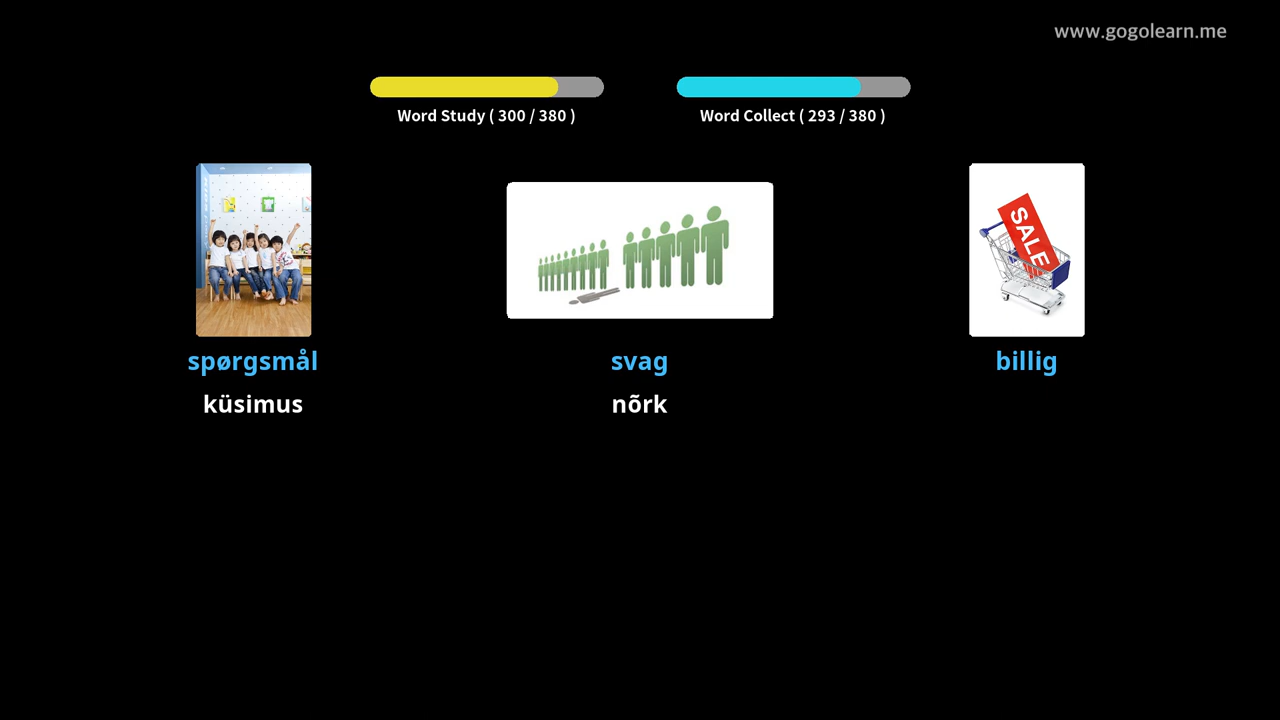 www.gogolearn.me
Word Study ( 300 / 380 )
Word Collect ( 293 / 380 )
SALE
spørgsmål
svag
billig
küsimus
nõrk